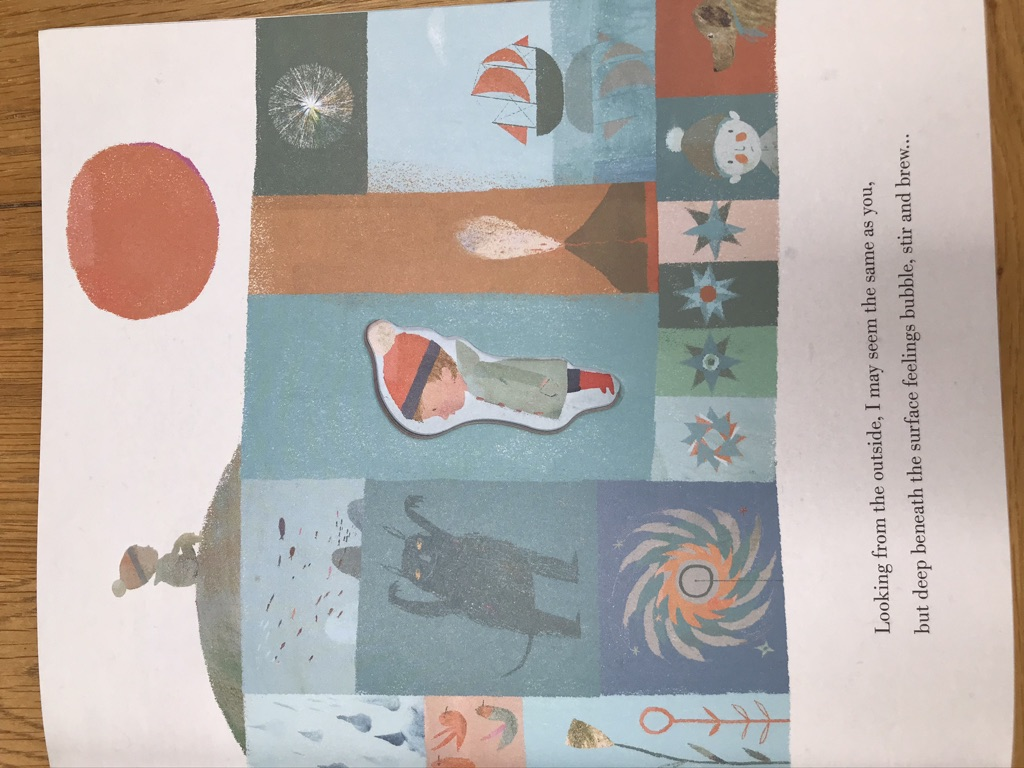 Looking from the outside, I may seem the same as you,
but deep beneath the surface feelings bubble, stir and brew...